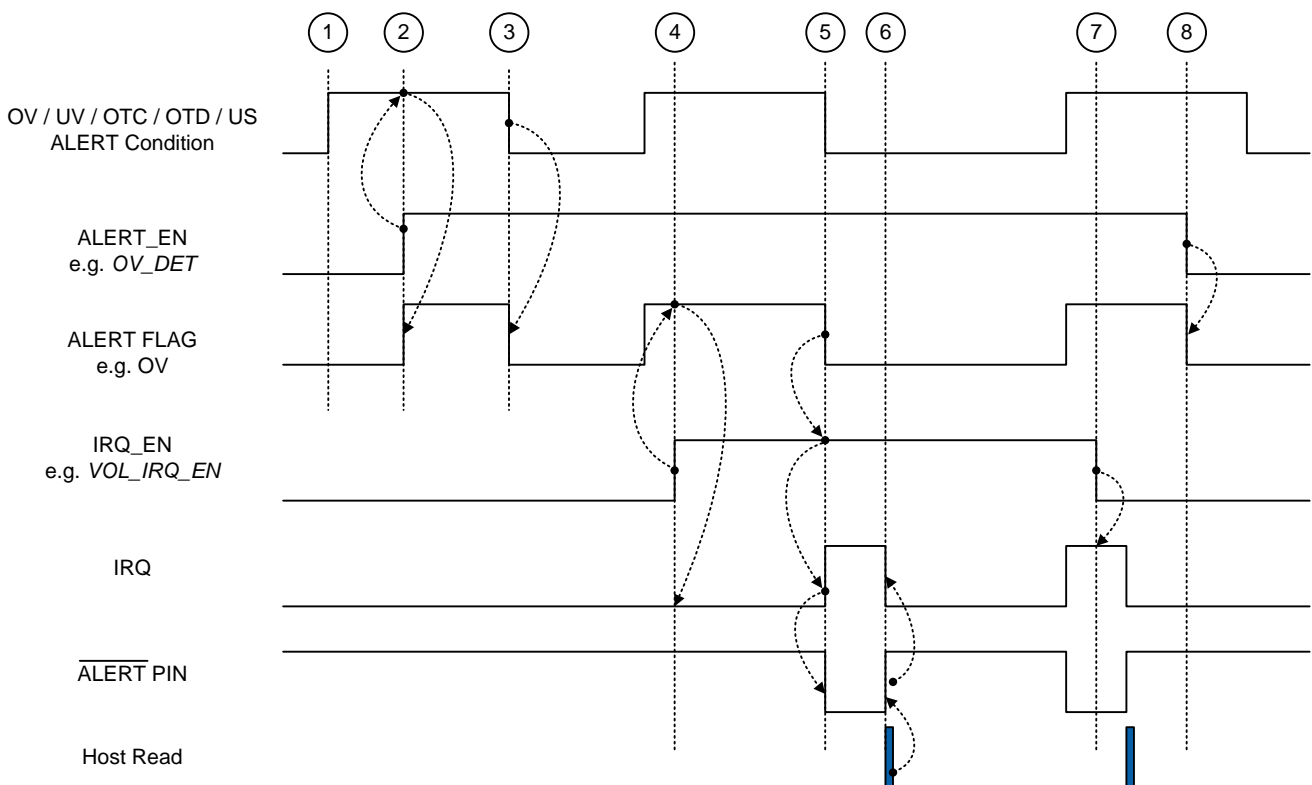 1 2 3 4 5 6 7 8
OV / UV / OTC / OTD / US
ALERT Condition
ALERT_EN
e.g. OV_DET
ALERT FLAG
e.g. OV
IRQ_EN
e.g. VOL_IRQ_EN
IRQ
ALERT PIN
Host Read